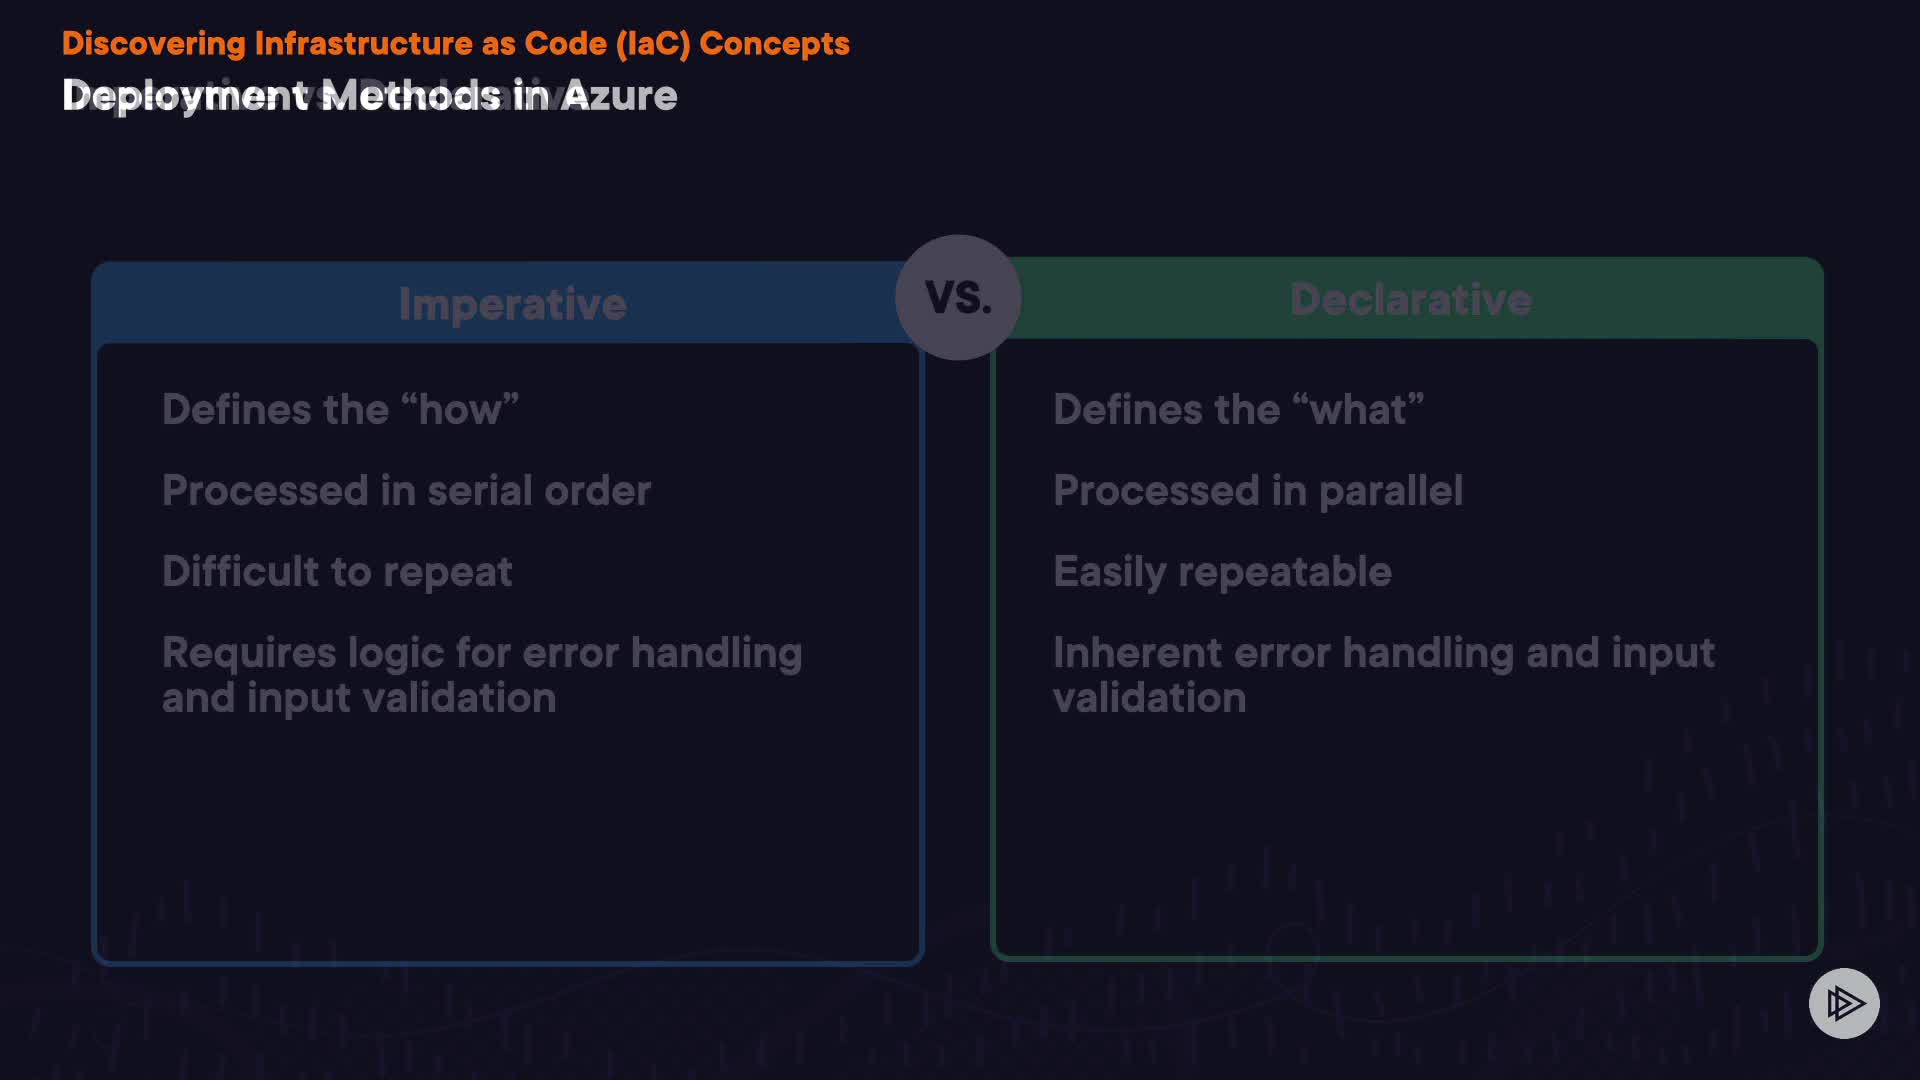 Discovering Infrastructure as Code (IaC) Concepts
Deployment Methods in Azure
Imperative
VS.
Declarative
Defines the “how”
Processed in serial order
Difficult to repeat
Requires logic for error handling
and input validation
Defines the “what”
Processed in parallel
Easily repeatable
Inherent error handling and input
validation